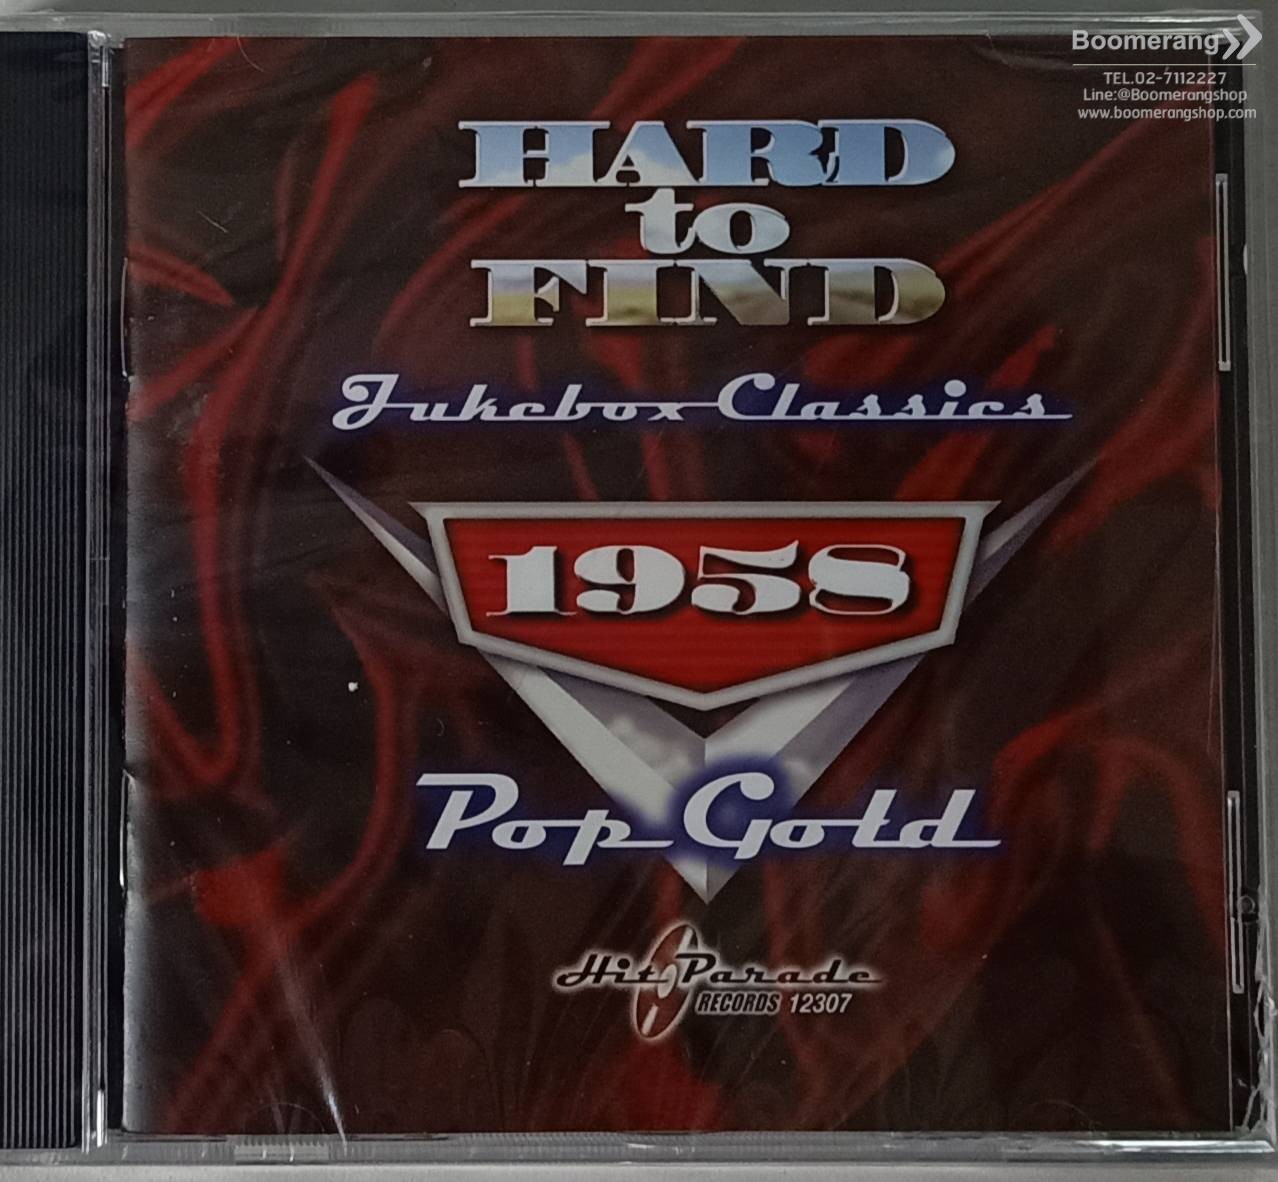 Boomerang
TEL.02-7112227
Line:@Boomerangshop
www.boomerangshop.com
HARD
to
FIND
Jukebox Classics
1958
Pop Gold
Hit Parade
RECORDS 12307